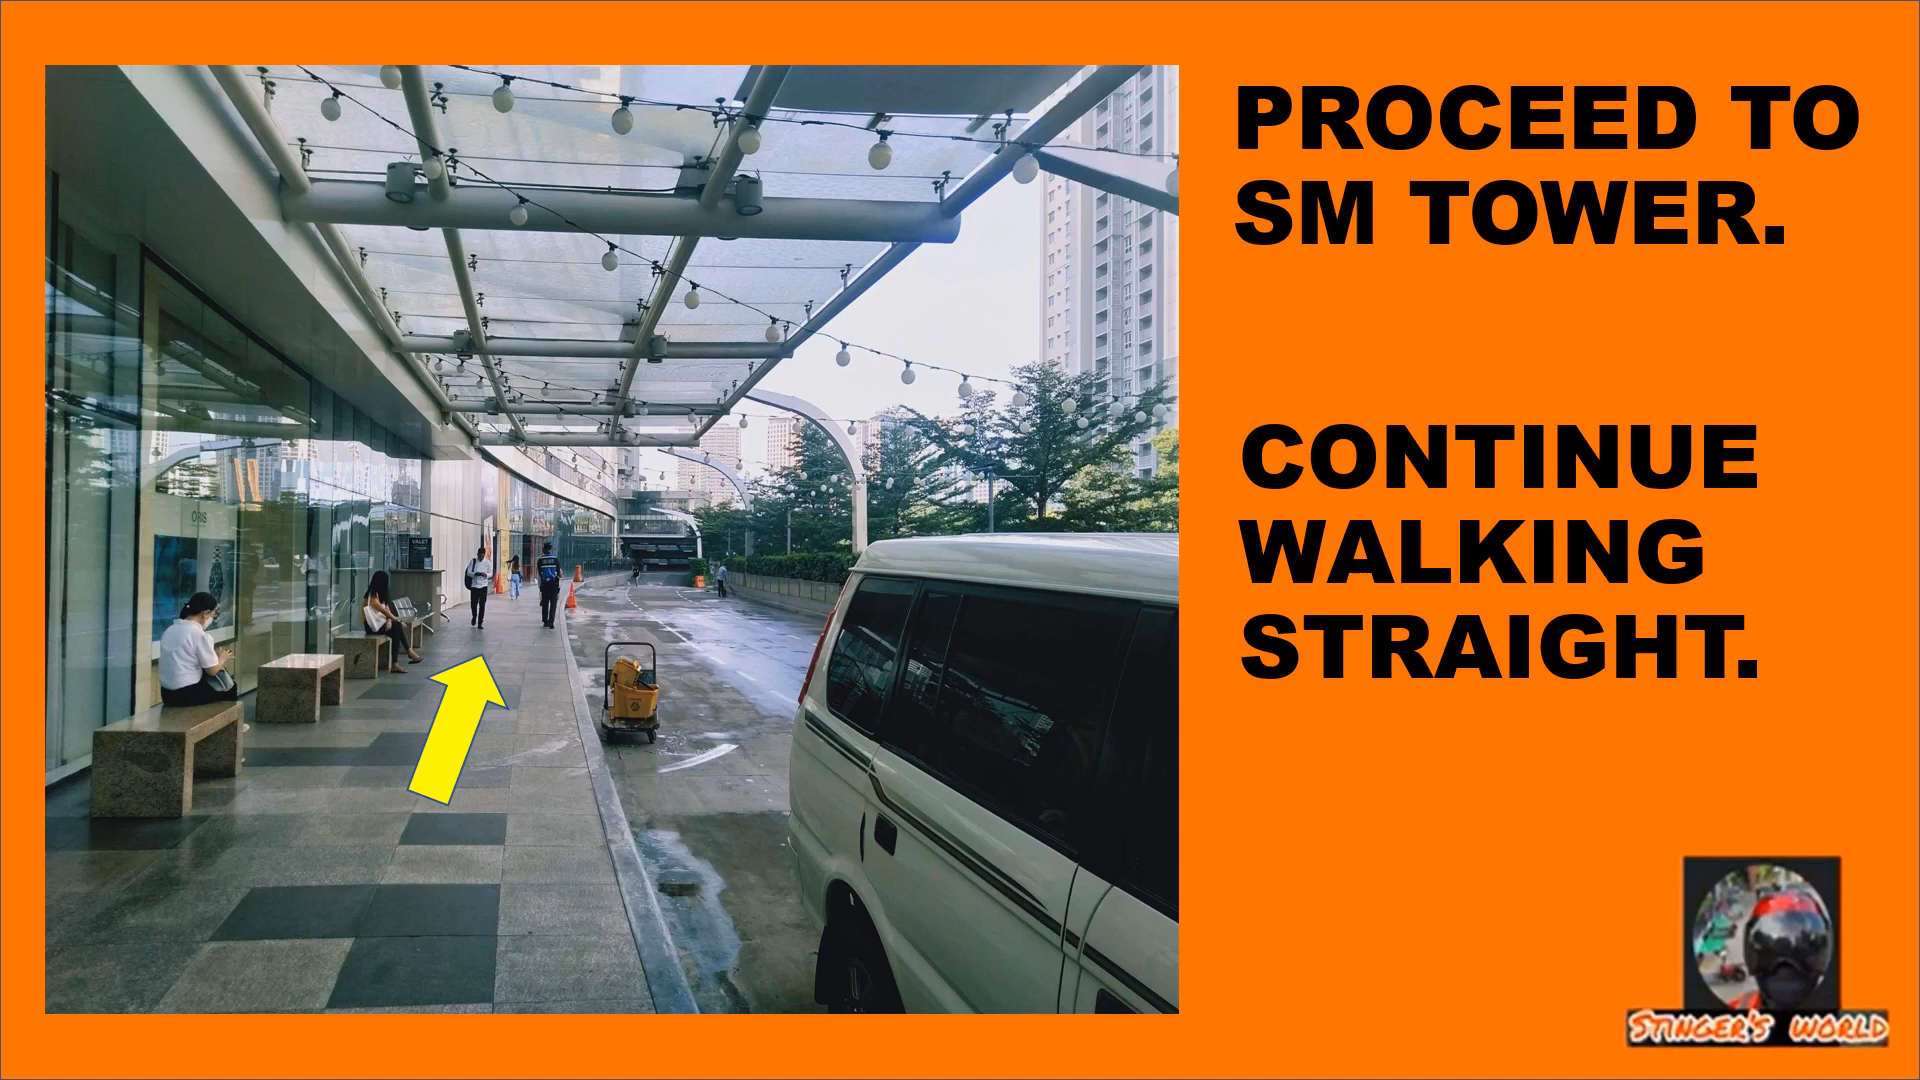 PROCEED TO
SM TOWER.
CONTINUE
WALKING
STRAIGHT.
ORIS
VALET
STINGER'S WORLD